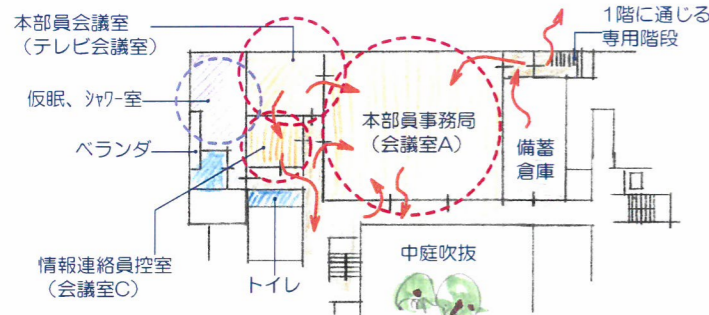 本部員会議室
（テレビ会議室）
1階に通じる
専用階段
仮眠、シャワー室
ベランダ
本部員事務局
（会議室A）
備蓄
倉庫
情報連絡員控室
（会議室C）
トイレ
中庭吹抜